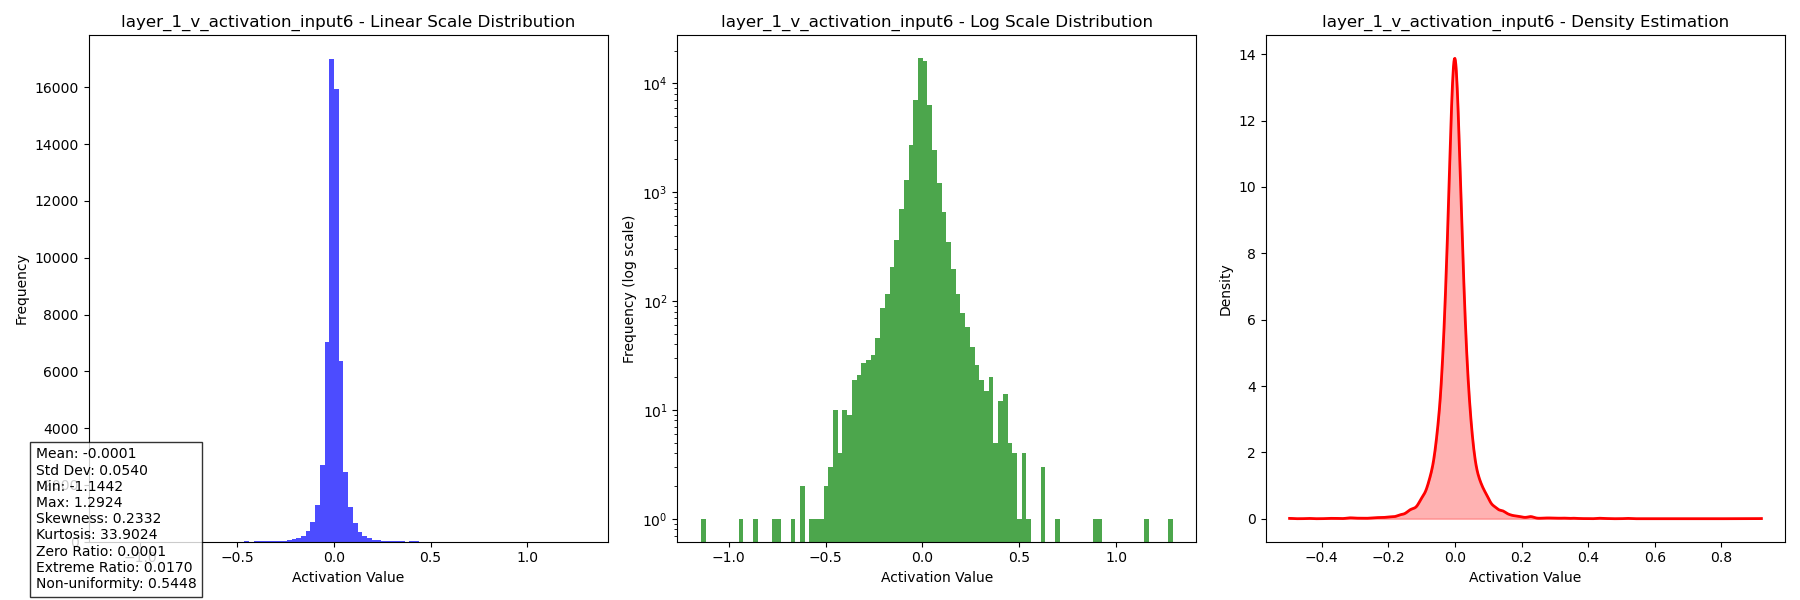 layer_1_v_activation_input6 - Linear Scale Distribution
layer_1_v_activation_input6 - Log Scale Distribution
layer_1_v_activation_input6 - Density Estimation
Frequency
16000
14000
12000
10000
8000
6000
4000
2000
0
−1.0
−0.5
0.0
0.5
1.0
Activation Value
Mean: -0.0001
Std Dev: 0.0540
Min: -1.1442
Max: 1.2924
Skewness: 0.2332
Kurtosis: 33.9024
Zero Ratio: 0.0001
Extreme Ratio: 0.0170
Non-uniformity: 0.5448
Frequency (log scale)
10⁴
10³
10²
10¹
10⁰
−1.0
−0.5
0.0
0.5
1.0
Activation Value
Density
14
12
10
8
6
4
2
0
−0.4
−0.2
0.0
0.2
0.4
0.6
0.8
Activation Value